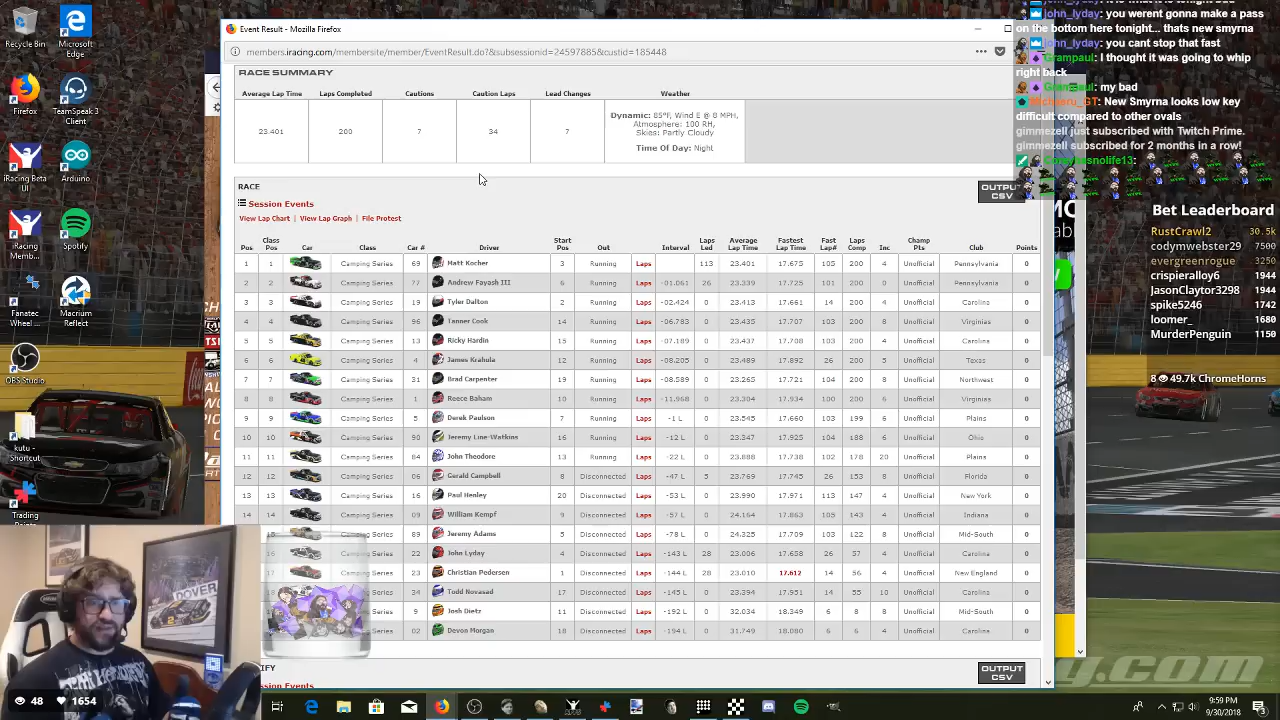 Event Result - Mozilla Firefox
members.iracing.com/membersite/member/EventResult.do?&subsessionid=24597885&custid=185448
RACE SUMMARY
Average Lap Time Laps Completed Cautions Caution Laps Lead Changes Weather
23.401 200 7 34 7 Dynamic: 85°F, Wind E @ 8 MPH,
Atmosphere: 100 RH,
Skies: Partly Cloudy
Time Of Day: Night
RACE
OUTPUT CSV
Session Events
View Lap Chart | View Lap Graph | File Protest
Pos Class Pos Car Class Car # Driver Start Pos Out Interval Laps Led Average Lap Time Fastest Lap Time Fast Lap# Laps Comp Inc Champ Pts Club Points
1 1 Camping Series 69 Matt Kocher 3 Running Laps 113 23.401 17.675 105 200 4 Unofficial Pennsylvania 0
2 2 Camping Series 77 Andrew Fayash III 6 Running Laps -01.061 26 23.339 17.725 101 200 0 Unofficial Pennsylvania 0
3 3 Camping Series 19 Tyler Dalton 2 Running Laps -02.424 0 23.413 17.681 14 200 4 Unofficial Carolina 0
4 4 Camping Series 96 Tanner Cook 14 Running Laps -06.783 0 23.435 17.707 103 200 8 Unofficial Virginias 0
5 5 Camping Series 13 Ricky Hardin 15 Running Laps -07.189 0 23.437 17.708 103 200 4 Unofficial Carolina 0
6 6 Camping Series 6 James Krahula 12 Running Laps -08.205 0 23.489 17.892 26 200 5 Unofficial Texas 0
7 7 Camping Series 31 Brad Carpenter 19 Running Laps -08.589 0 23.265 17.721 104 200 8 Unofficial Northwest 0
8 8 Camping Series 1 Reece Baham 10 Running Laps -11.968 0 23.304 17.934 100 200 6 Unofficial Virginias 0
9 9 Camping Series 5 Derek Paulson 7 Running Laps -1 L 0 23.545 17.660 103 199 6 Unofficial Plains 0
10 10 Camping Series 90 Jeremy Line-Watkins 16 Running Laps -12 L 0 23.347 17.925 104 188 6 Unofficial Ohio 0
11 11 Camping Series 84 John Theodore 13 Running Laps -22 L 0 23.888 17.738 102 178 20 Unofficial Plains 0
12 12 Camping Series 06 Gerald Campbell 8 Disconnected Laps -47 L 5 23.769 17.745 26 153 8 Unofficial Florida 0
13 13 Camping Series 16 Paul Henley 20 Disconnected Laps -53 L 0 23.990 17.971 113 147 4 Unofficial New York 0
14 14 Camping Series 09 William Kempf 9 Disconnected Laps -57 L 0 24.164 17.863 105 143 4 Unofficial Indiana 0
15 Series 89 Jeremy Adams 5 Disconnected Laps -78 L 0 24.325 17.709 103 122 8 Unofficial Mid-South 0
Series 22 John Lyday 4 Disconnected Laps -143 L 28 23.006 26 57 4 Unofficial Carolina 0
17 Series 23 Christian Pedersen 1 Disconnected Laps -144 L 28 23.010 17.612 14 56 4 Unofficial New England 0
Series 34 Todd Novasad 17 Disconnected Laps -145 L 0 14 55 10 Unofficial Carolina 0
Series 9 Josh Dietz 11 Disconnected Laps -192 L 0 32.034 6 8 8 Unofficial Mid-South 0
Series 02 Devon Morgan 18 Disconnected Laps -194 L 0 31.749 18.080 6 6 4 Unofficial Carolina 0
IFY
OUTPUT CSV
ssion Events
Recycle Bin
Microsoft Edge
Firefox
TeamSpeak 3 Client
iRacing Beta UI
Arduino
iRacing
Spotify
Fanatec Wheel
Macrium Reflect
OBS Studio
kutu - Shortcut
Trading
john_lyday: you werent gonna make a pass
on the bottom here tonight... thats new smyrna
john_lyday: you cant stop that fast
Grampaui: I thought it was going to whip
right back
Grampaui: my bad
New Smyrna looks low key
difficult compared to other ovals
gimmezell just subscribed with Twitch Prime.
gimmezell subscribed for 2 months in a row!
Bet Leaderboard
RustCrawl2 30.5k
codymwebster29 7500
evergreenrogue 3250
crispieralloy6 2160
JasonClaytor3298 1944
spike5246 1742
joomer_ 1680
MurderPenguin 1150
8 49.7k ChromeHorns
y.com
DOVER
48 1654
9:59 PM
9/30/2018